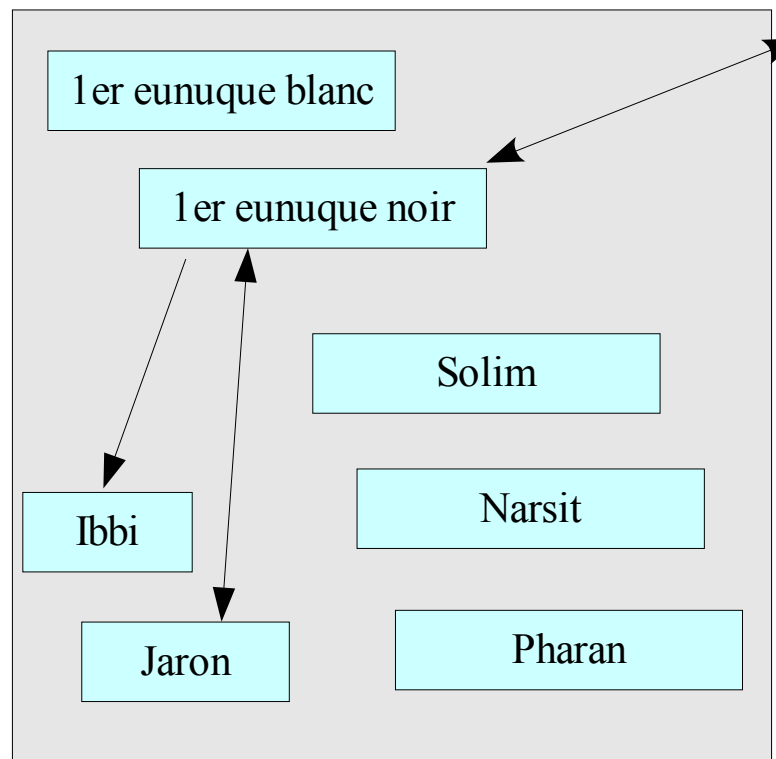 1er eunuque blanc
1er eunuque noir
Solim
Narsit
Ibbi
Pharan
Jaron